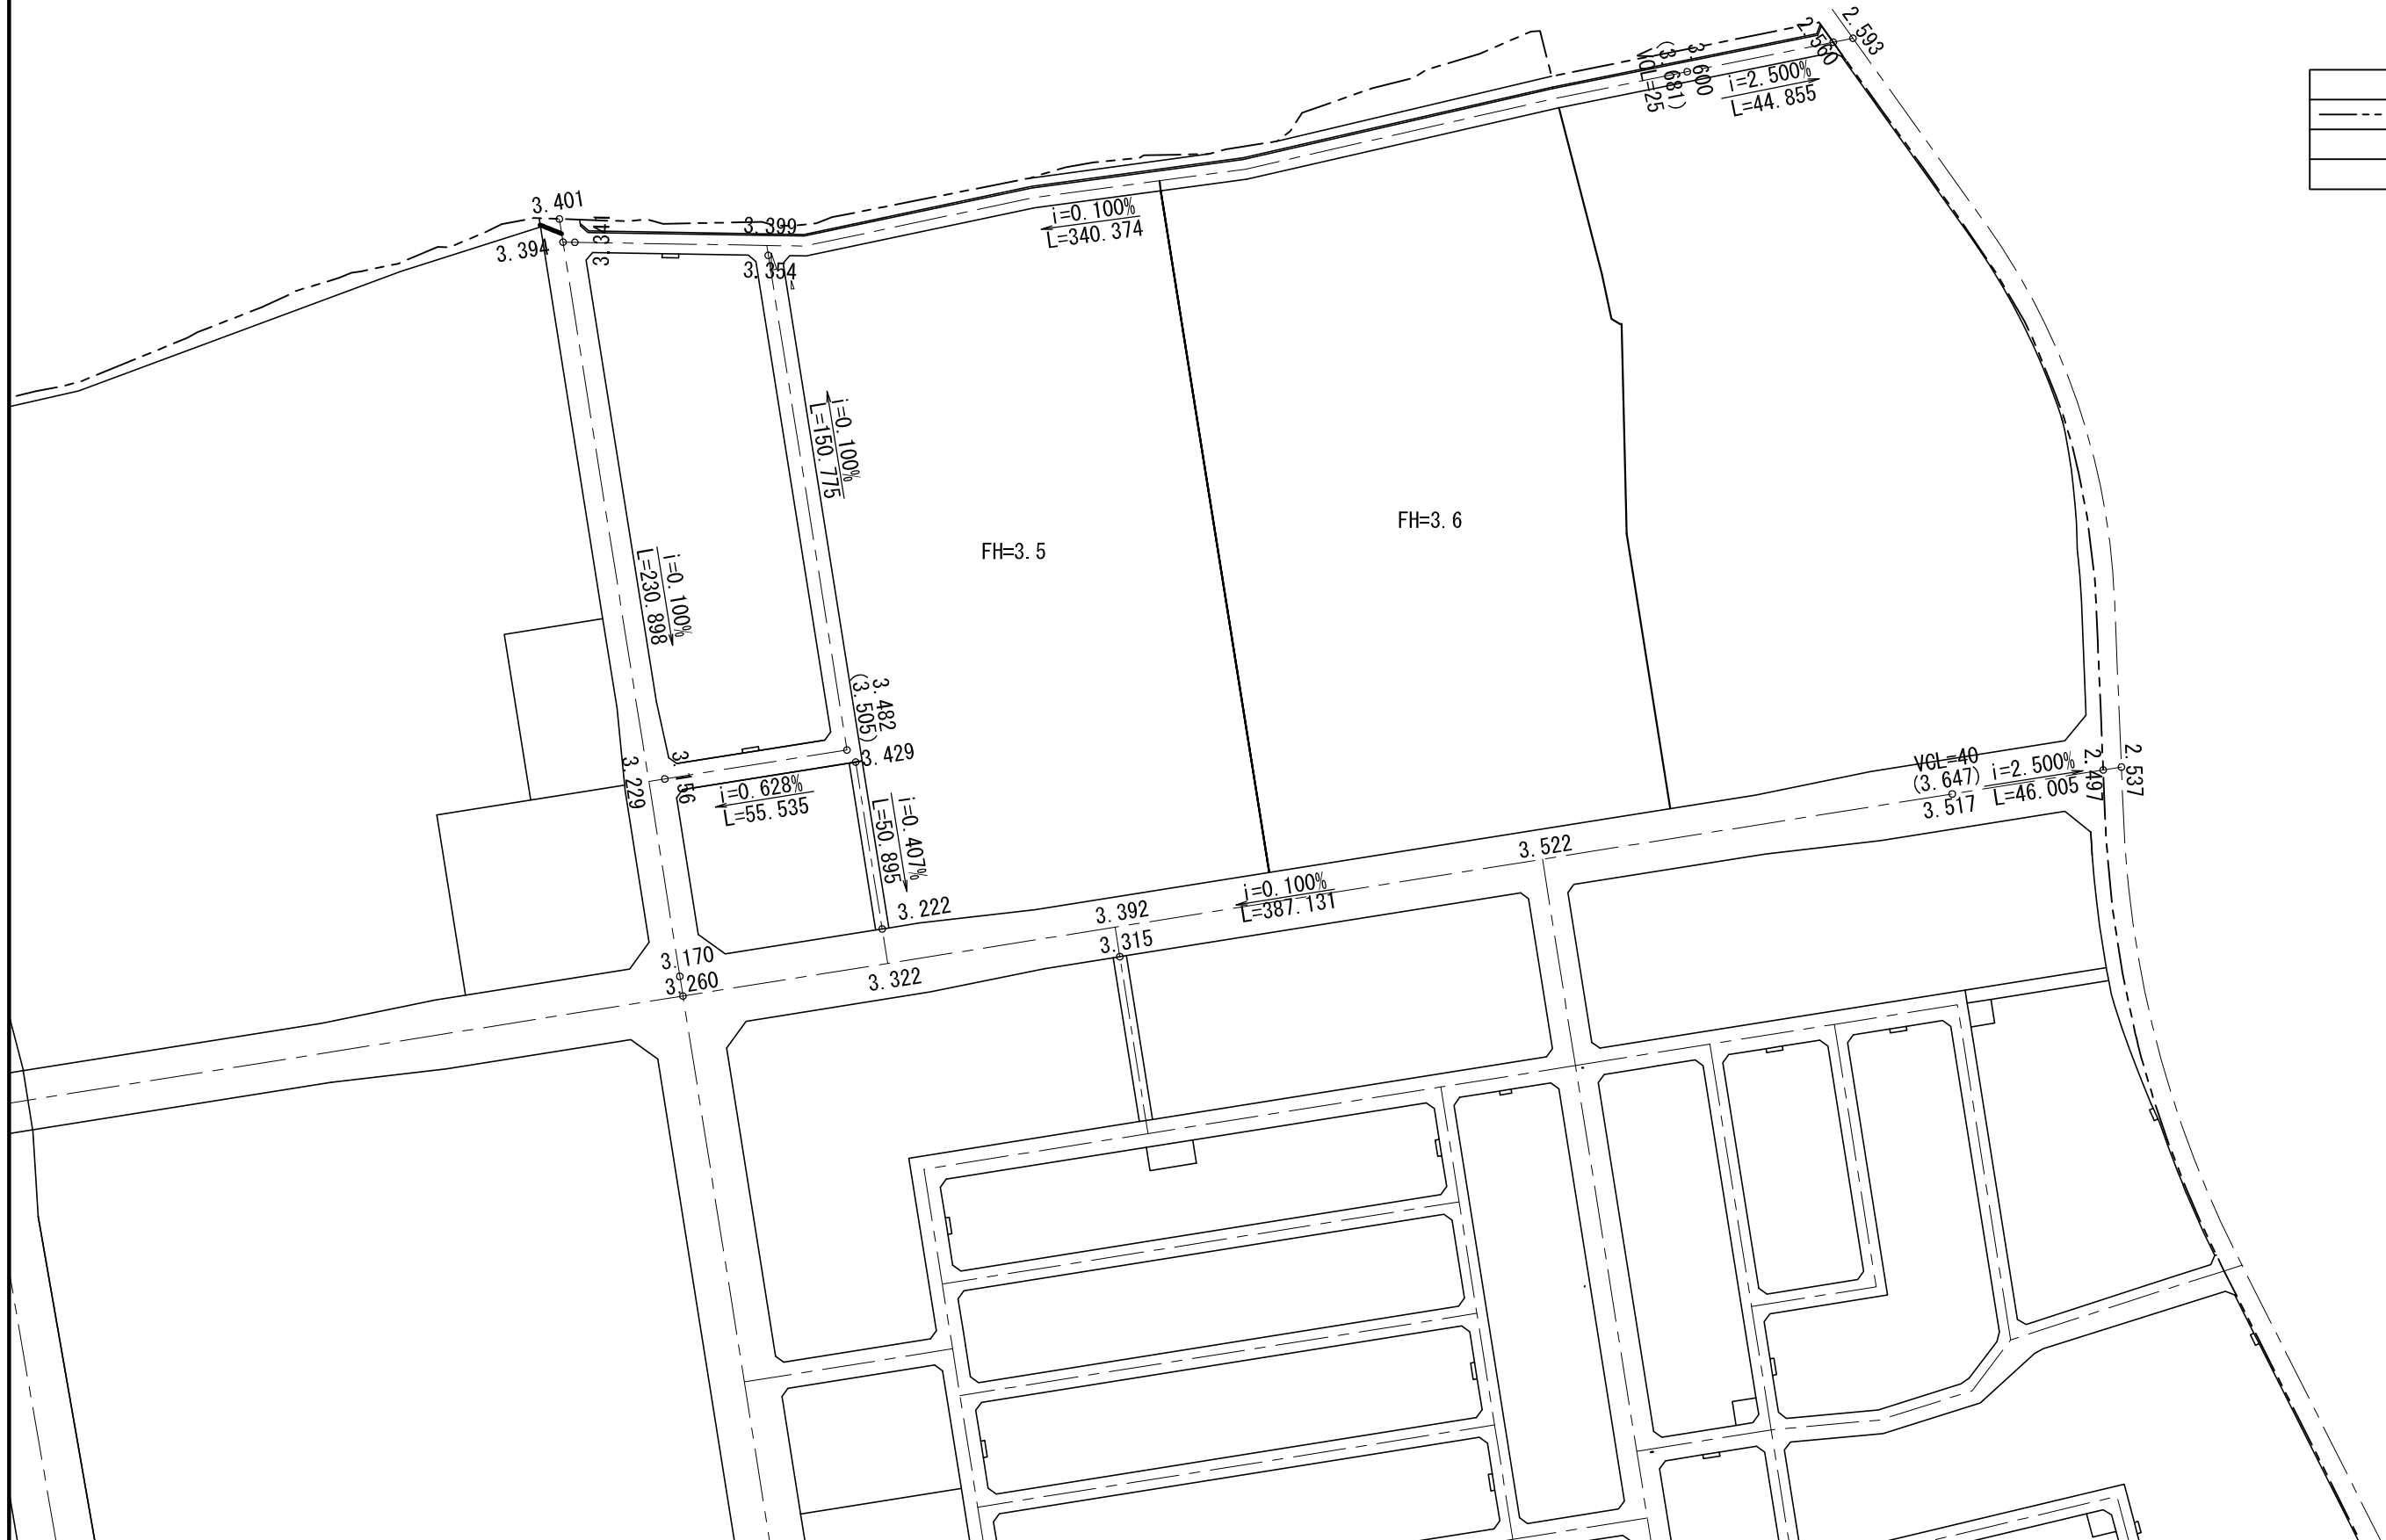 2.593
2.560
3.600
(3.681)
VCL=25
i=2.500%
L=44.855
3.401
3.394
3.341
3.399
3.354
i=0.100%
L=340.374
i=0.100%
L=150.775
FH=3.5
FH=3.6
i=0.100%
L=230.898
3.482
(3.505)
3.429
3.229
3.156
i=0.628%
L=55.535
i=0.407%
L=50.895
VCL=40
(3.647)
3.517
i=2.500%
L=46.005
2.497
2.537
3.522
i=0.100%
L=387.131
3.222
3.392
3.315
3.322
3.170
3.260